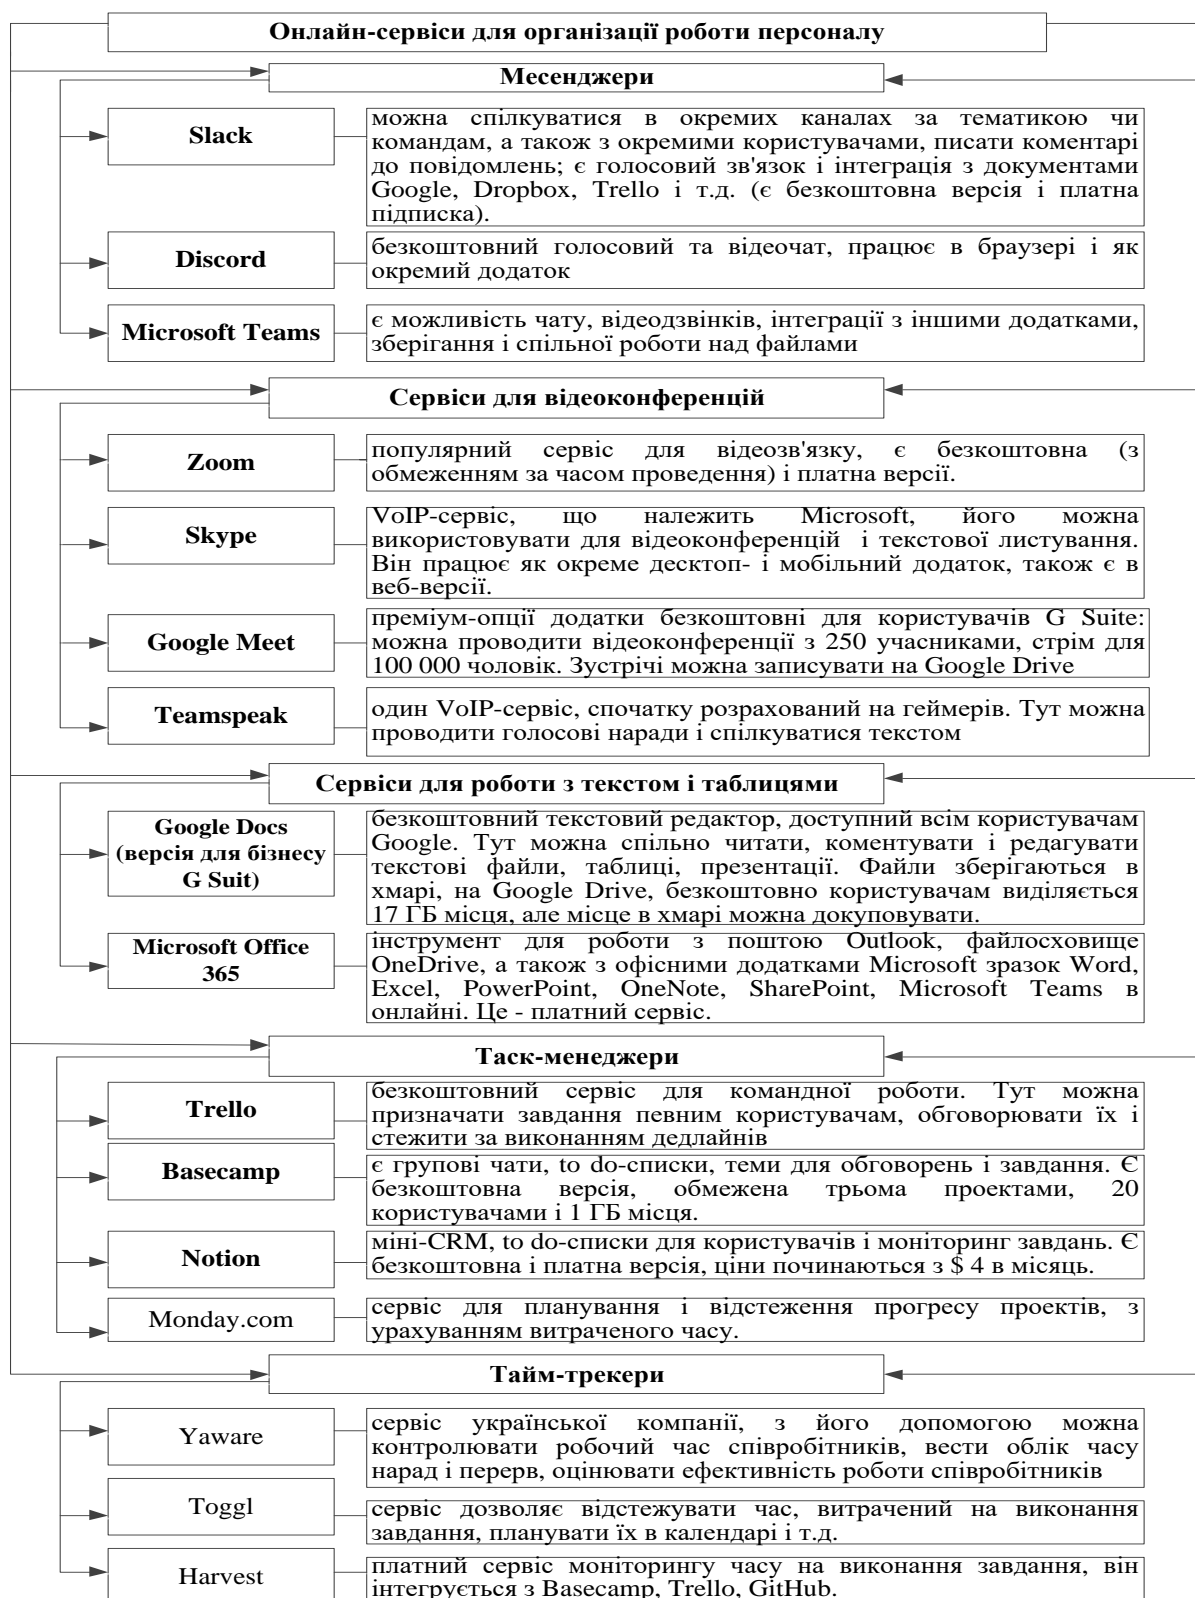 Онлайн-сервіси для організації роботи персоналу
Месенджери
Slack
можна спілкуватися в окремих каналах за тематикою чи
командам, а також з окремими користувачами, писати коментарі
до повідомлень; є голосовий зв'язок і інтеграція з документами
Google, Dropbox, Trello і т.д. (є безкоштовна версія і платна
підписка).
Discord
безкоштовний голосовий та відеочат, працює в браузері і як
окремий додаток
Microsoft Teams
є можливість чату, відеодзвінків, інтеграції з іншими додатками,
зберігання і спільної роботи над файлами
Сервіси для відеоконференцій
Zoom
популярний сервіс для відеозв'язку, є безкоштовна (з
обмеженням за часом проведення) і платна версії.
Skype
VoIP-сервіс, що належить Microsoft, його можна
використовувати для відеоконференцій і текстової листування.
Він працює як окреме десктоп- і мобільний додаток, також є в
веб-версії.
Google Meet
преміум-опції додатки безкоштовні для користувачів G Suite:
можна проводити відеоконференції з 250 учасниками, стрім для
100 000 чоловік. Зустрічі можна записувати на Google Drive
Teamspeak
один VoIP-сервіс, спочатку розрахований на геймерів. Тут можна
проводити голосові наради і спілкуватися текстом
Сервіси для роботи з текстом і таблицями
Google Docs
(версія для бізнесу
G Suit)
безкоштовний текстовий редактор, доступний всім користувачам
Google. Тут можна спільно читати, коментувати і редагувати
текстові файли, таблиці, презентації. Файли зберігаються в
хмарі, на Google Drive, безкоштовно користувачам виділяється
17 ГБ місця, але місце в хмарі можна докуповувати.
Microsoft Office
365
інструмент для роботи з поштою Outlook, файлосховище
OneDrive, а також з офісними додатками Microsoft зразок Word,
Excel, PowerPoint, OneNote, SharePoint, Microsoft Teams в
онлайні. Це - платний сервіс.
Таск-менеджери
Trello
безкоштовний сервіс для командної роботи. Тут можна
призначати завдання певним користувачам, обговорювати їх і
стежити за виконанням дедлайнів
Basecamp
є групові чати, to do-списки, теми для обговорень і завдання. Є
безкоштовна версія, обмежена трьома проектами, 20
користувачами і 1 ГБ місця.
Notion
міні-CRM, to do-списки для користувачів і моніторинг завдань. Є
безкоштовна і платна версія, ціни починаються з $ 4 в місяць.
Monday.com
сервіс для планування і відстеження прогресу проектів, з
урахуванням витраченого часу.
Тайм-трекери
Yaware
сервіс української компанії, з його допомогою можна
контролювати робочий час співробітників, вести облік часу
нарад і перерв, оцінювати ефективність роботи співробітників
Toggl
сервіс дозволяє відстежувати час, витрачений на виконання
завдання, планувати їх в календарі і т.д.
Harvest
платний сервіс моніторингу часу на виконання завдання, він
інтегрується з Basecamp, Trello, GitHub.